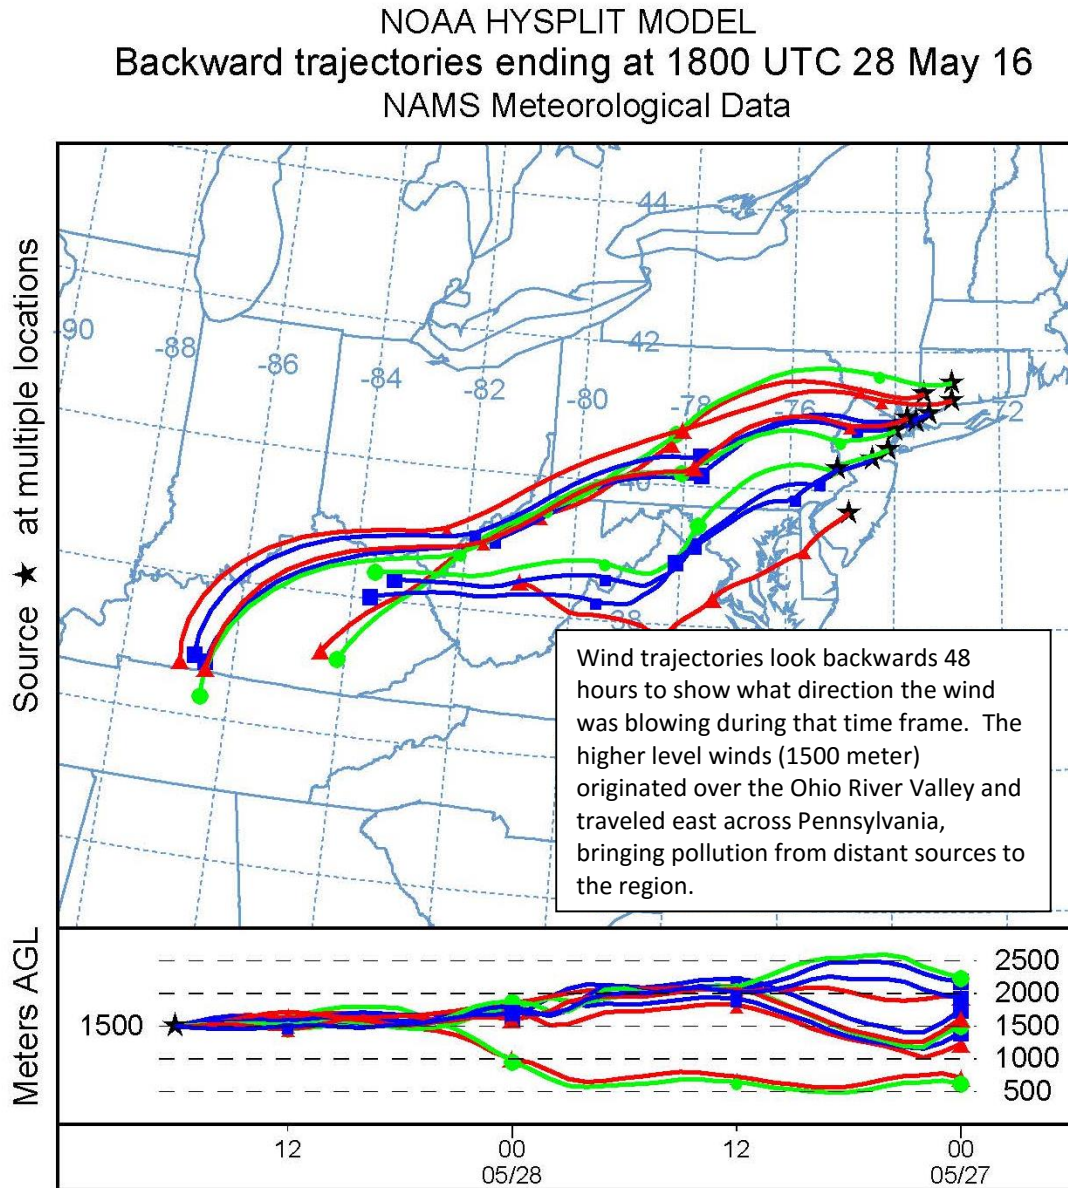 NOAA HYSPLIT MODEL
Backward trajectories ending at 1800 UTC 28 May 16
NAMS Meteorological Data
Source ★ at multiple locations
44
-90
-88
42
-86
-84
-82
-80
-78
-76
72
40
38
Wind trajectories look backwards 48
hours to show what direction the wind
was blowing during that time frame.  The
higher level winds (1500 meter)
originated over the Ohio River Valley and
traveled east across Pennsylvania,
bringing pollution from distant sources to
the region.
Meters AGL
1500
2500
2000
1500
1000
500
12
00
12
00
05/28
05/27